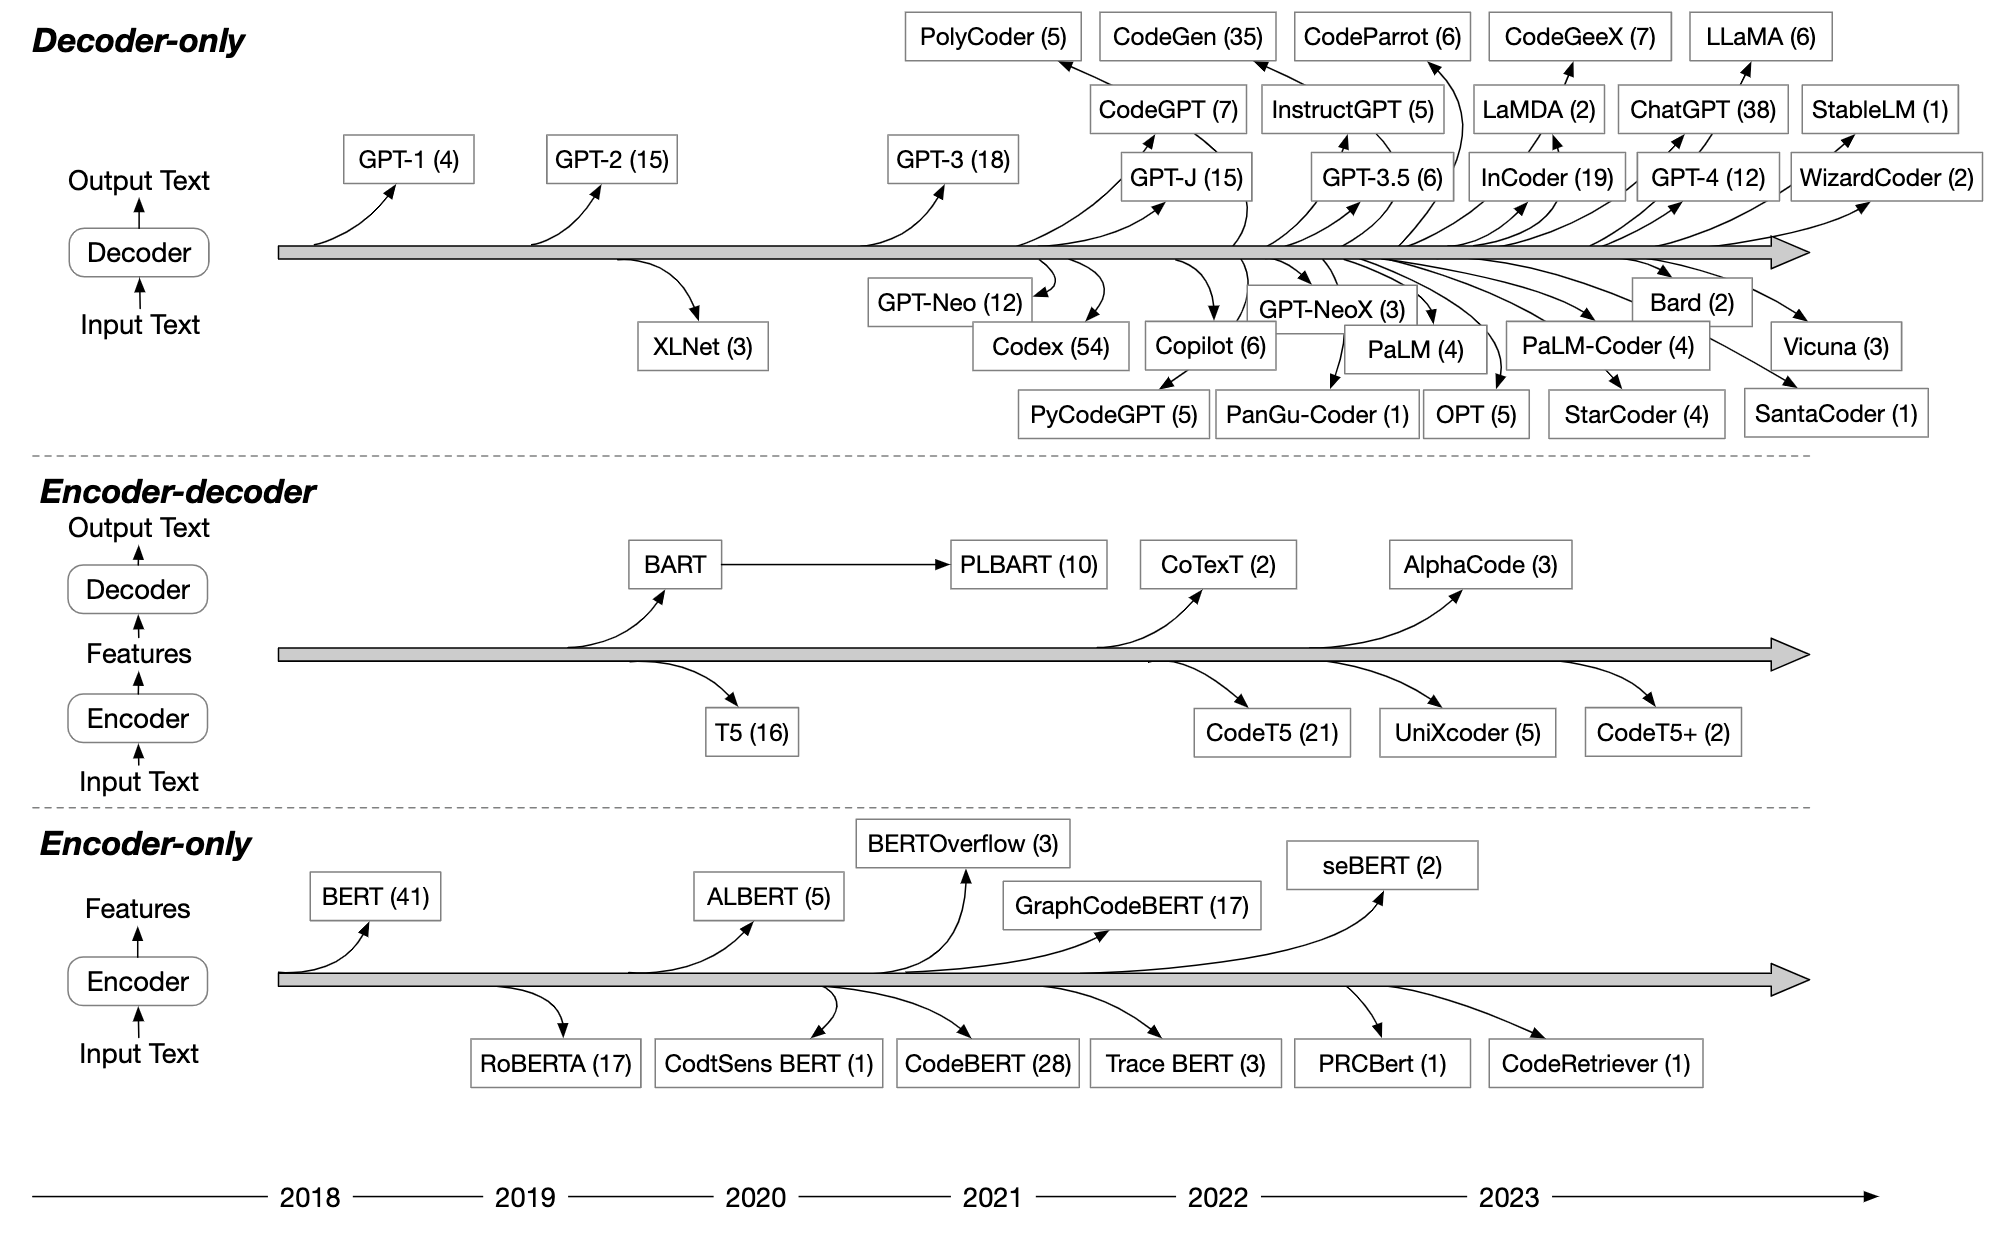 Decoder-only
PolyCoder (5)
CodeGen (35)
CodeParrot (6)
CodeGeeX (7)
LLaMA (6)
CodeGPT (7)
InstructGPT (5)
LaMDA (2)
ChatGPT (38)
StableLM (1)
GPT-1 (4)
GPT-2 (15)
GPT-3 (18)
GPT-J (15)
GPT-3.5 (6)
InCoder (19)
GPT-4 (12)
WizardCoder (2)
Output Text
Decoder
Input Text
GPT-Neo (12)
GPT-NeoX (3)
Bard (2)
XLNet (3)
Codex (54)
Copilot (6)
PaLM (4)
PaLM-Coder (4)
Vicuna (3)
PyCodeGPT (5)
PanGu-Coder (1)
OPT (5)
StarCoder (4)
SantaCoder (1)
Encoder-decoder
Output Text
Decoder
Features
Encoder
Input Text
BART
PLBART (10)
CoTexT (2)
AlphaCode (3)
T5 (16)
CodeT5 (21)
UniXcoder (5)
CodeT5+ (2)
Encoder-only
BERTOverflow (3)
seBERT (2)
BERT (41)
ALBERT (5)
GraphCodeBERT (17)
Features
Encoder
Input Text
RoBERTA (17)
CodtSens BERT (1)
CodeBERT (28)
Trace BERT (3)
PRCBert (1)
CodeRetriever (1)
2018
2019
2020
2021
2022
2023